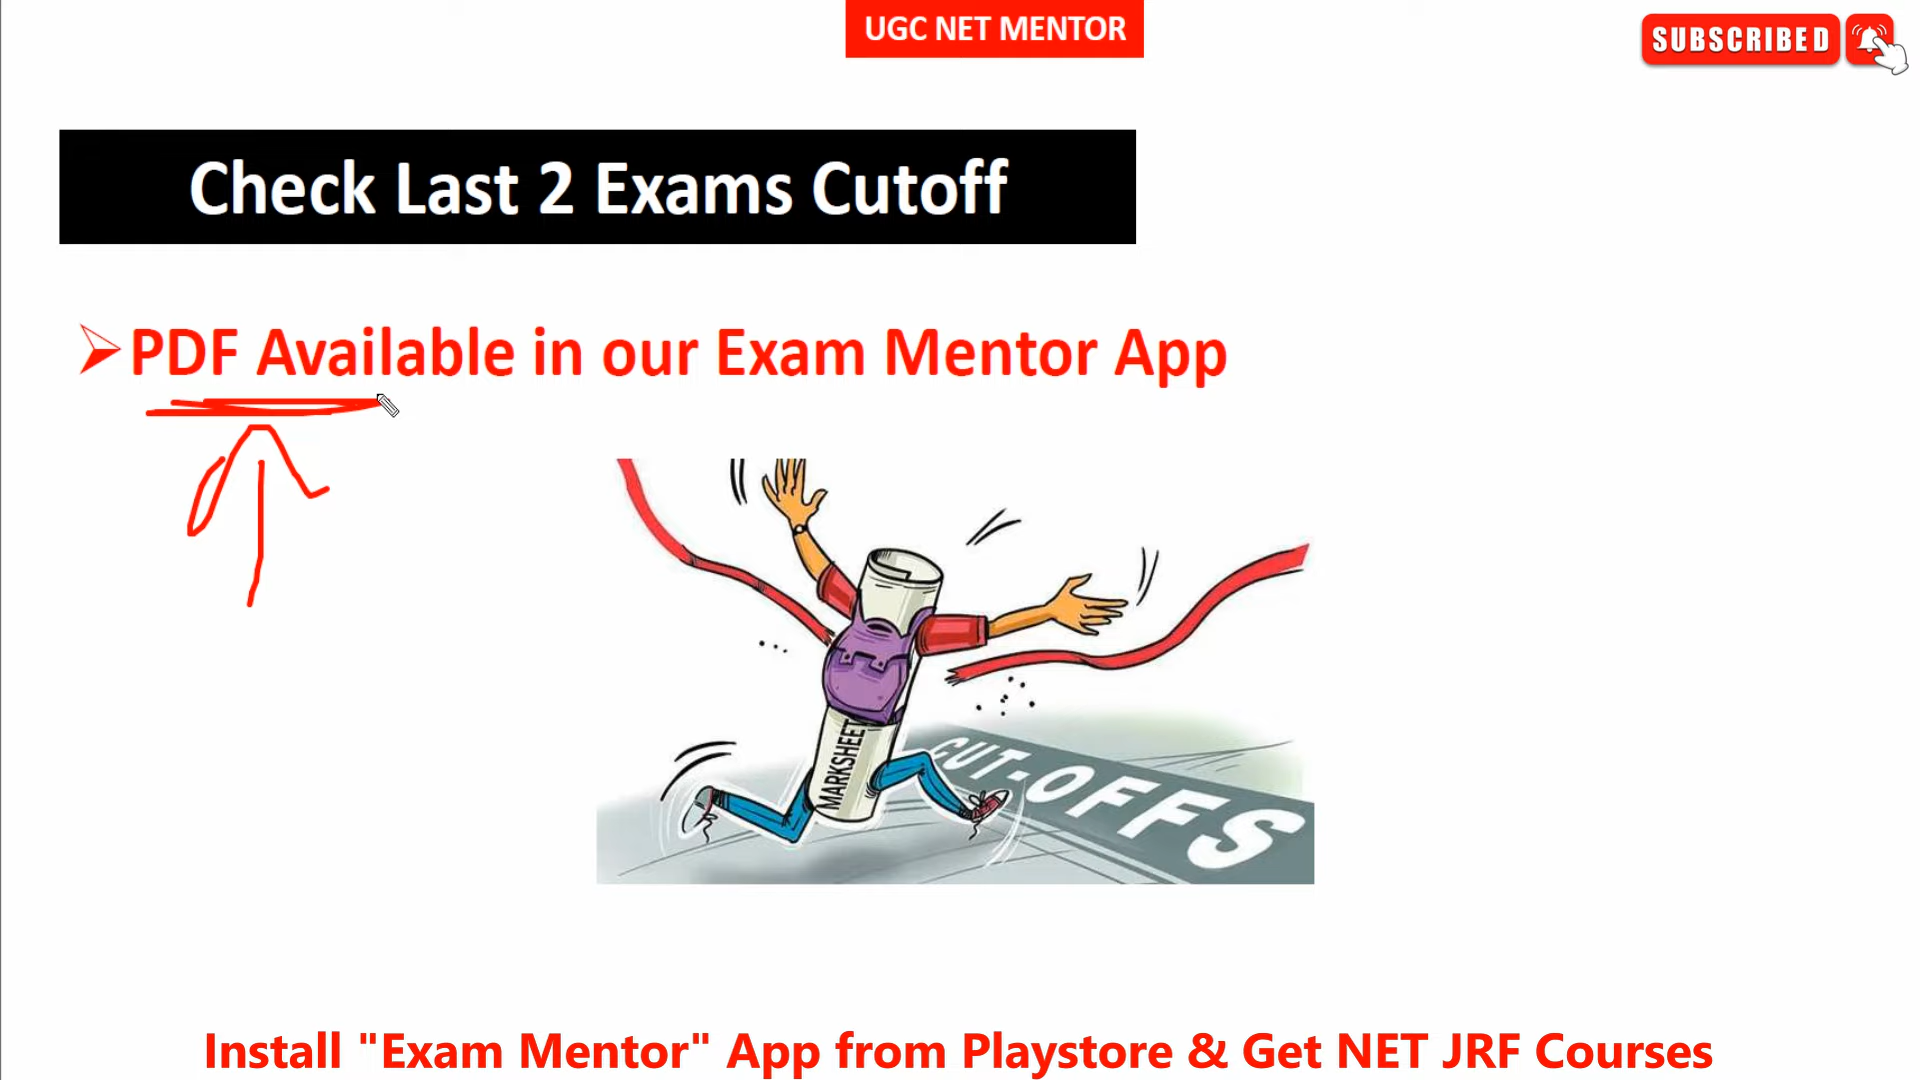 UGC NET MENTOR
SUBSCRIBED
Check Last 2 Exams Cutoff
PDF Available in our Exam Mentor App
MARKSHEET
CUT-OFFS
Install "Exam Mentor" App from Playstore & Get NET JRF Courses